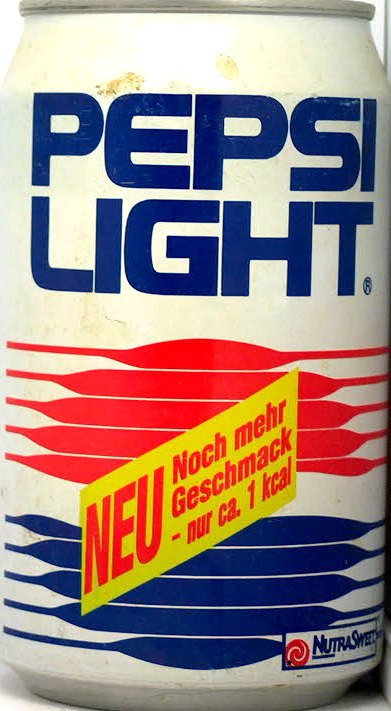 PEPSI
LIGHT®
NEU
Noch mehr
Geschmack
- nur ca. 1 kcal
NUTRASWEET